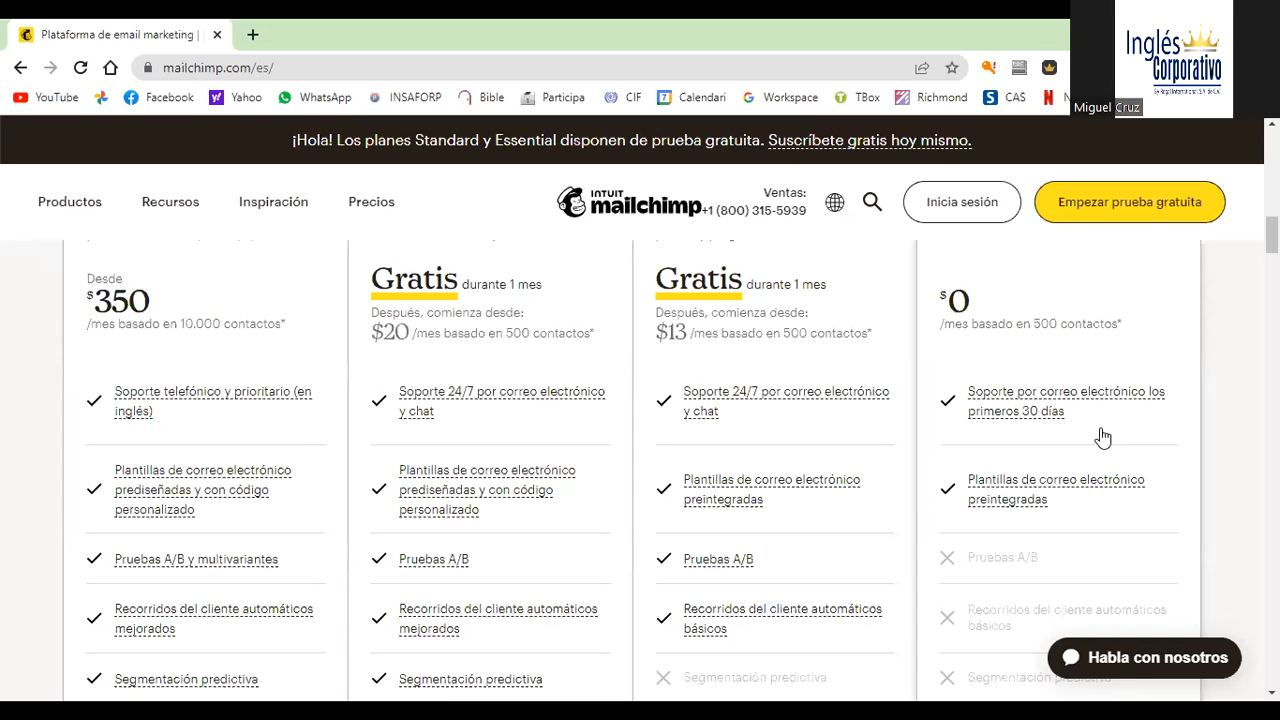 Plataforma de email marketing |
mailchimp.com/es/
YouTube
Facebook
Yahoo
WhatsApp
INSAFORP
Bible
Participa
CIF
Calendari
Workspace
TBox
Richmond
CAS
N
Inglés
Corporativo
Miguel Cruz
¡Hola! Los planes Standard y Essential disponen de prueba gratuita. Suscríbete gratis hoy mismo.
Productos
Recursos
Inspiración
Precios
INTUIT
mailchimp
Ventas:
+1 (800) 315-5939
Inicia sesión
Empezar prueba gratuita
Desde
$350
/mes basado en 10.000 contactos*
Soporte telefónico y prioritario (en
inglés)
Plantillas de correo electrónico
prediseñadas y con código
personalizado
Pruebas A/B y multivariantes
Recorridos del cliente automáticos
mejorados
Segmentación predictiva
Gratis durante 1 mes
Después, comienza desde:
$20 /mes basado en 500 contactos*
Soporte 24/7 por correo electrónico
y chat
Plantillas de correo electrónico
prediseñadas y con código
personalizado
Pruebas A/B
Recorridos del cliente automáticos
mejorados
Segmentación predictiva
Gratis durante 1 mes
Después, comienza desde:
$13 /mes basado en 500 contactos*
Soporte 24/7 por correo electrónico
y chat
Plantillas de correo electrónico
preintegradas
Pruebas A/B
Recorridos del cliente automáticos
básicos
Segmentación predictiva
$0
/mes basado en 500 contactos*
Soporte por correo electrónico los
primeros 30 días
Plantillas de correo electrónico
preintegradas
Pruebas A/B
Recorridos del cliente automáticos
básicos
Segmentación predictiva
Habla con nosotros